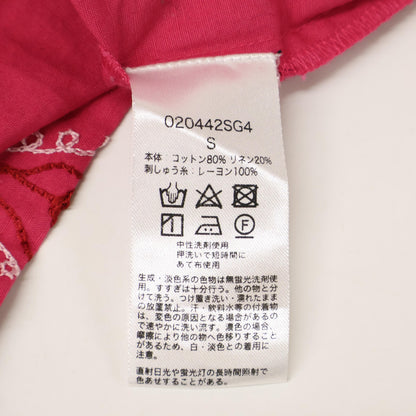 020442SG4
S
本体: コットン80% リネン20%
刺しゅう糸: レーヨン100%
中性洗剤使用
押洗いで短時間に
あて布使用
生成・淡色系の色物は無蛍光洗剤使
用。すすぎは十分行う。他の物と分
けて洗う。つけ置き洗い・濡れたまま
の放置禁止。汗・飲料水等の付着物
は、変色の原因となる場合があるの
で速やかに洗い流す。濃色の場合、
摩擦により他の物へ色移りすること
があるため、白・淡色との着用に
注意。
直射日光や蛍光灯の長時間照射で
色あせすることがある。